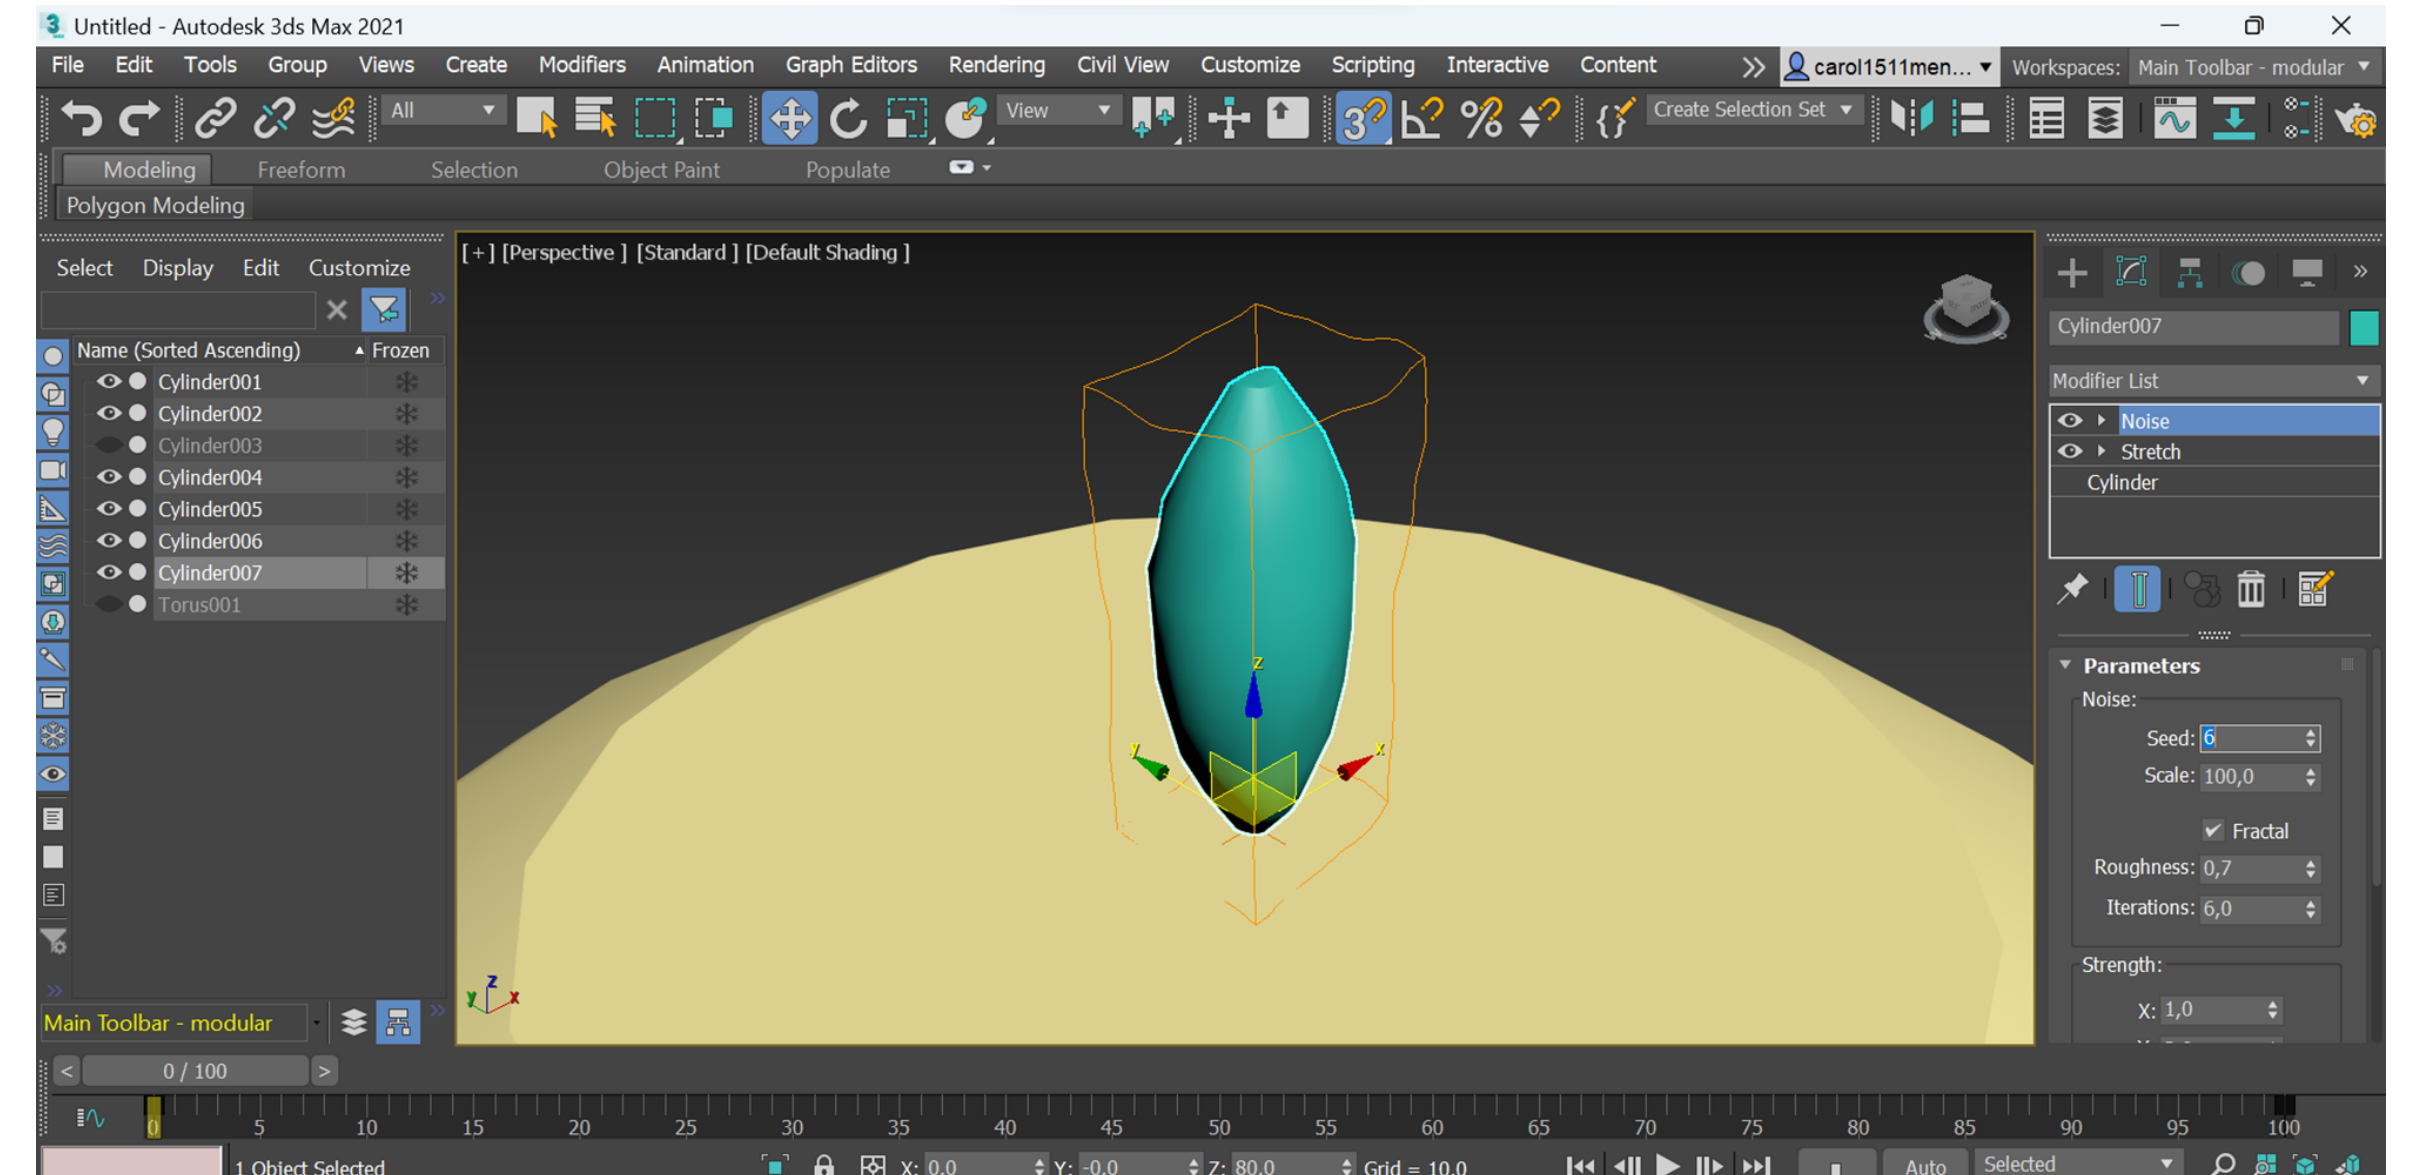 Untitled - Autodesk 3ds Max 2021
File Edit Tools Group Views Create Modifiers Animation Graph Editors Rendering Civil View Customize Scripting Interactive Content carol1511men... Workspaces: Main Toolbar - modular
All View Create Selection Set
Modeling Freeform Selection Object Paint Populate
Polygon Modeling
Select Display Edit Customize
Name (Sorted Ascending) Frozen
Cylinder001
Cylinder002
Cylinder003
Cylinder004
Cylinder005
Cylinder006
Cylinder007
Torus001
Main Toolbar - modular
[+] [Perspective ] [Standard ] [Default Shading ]
z
y
x
z
y x
Cylinder007
Modifier List
Noise
Stretch
Cylinder
Parameters
Noise:
Seed: 6
Scale: 100,0
Fractal
Roughness: 0,7
Iterations: 6,0
Strength:
X: 1,0
< 0 / 100 >
0 5 10 15 20 25 30 35 40 45 50 55 60 65 70 75 80 85 90 95 100
1 Object Selected X: 0,0 Y: -0,0 Z: 80,0 Grid = 10,0 Auto Selected